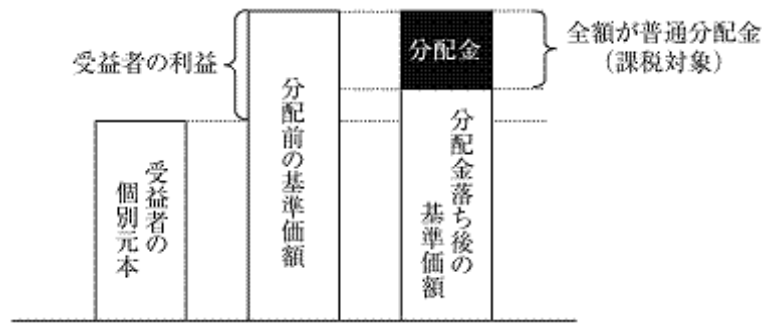 受益者の利益
分配金
全額が普通分配金
（課税対象）
受益者の
個別元本
分配前の基準価額
分配金落ち後の
基準価額